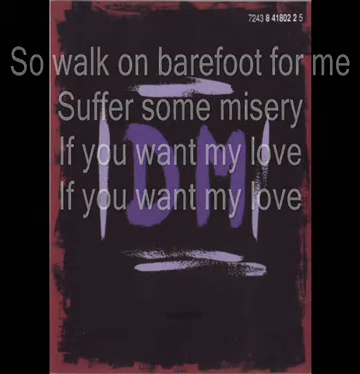 7243 8 41802 2 5
So walk on barefoot for me
Suffer some misery
If you want my love
If you want my love
DM